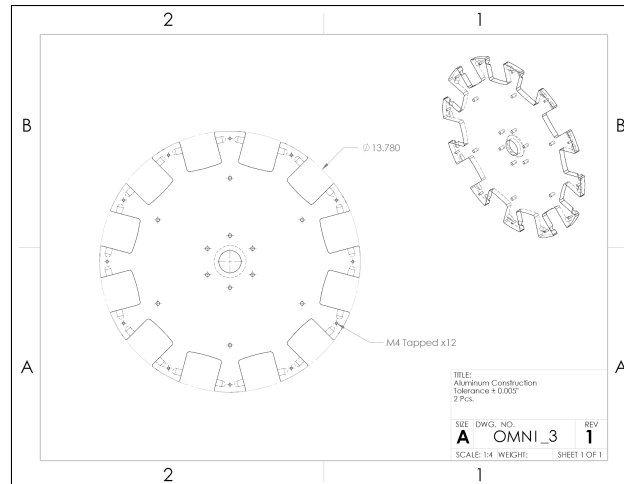 2
1
B
B
Ø 13.780
M4 Tapped x12
A
A
TITLE:
Aluminum Construction
Tolerance ± 0.005"
2 Pcs.
SIZE DWG. NO. REV
A OMNI_3 1
SCALE: 1:4 WEIGHT: SHEET 1 OF 1
2
1